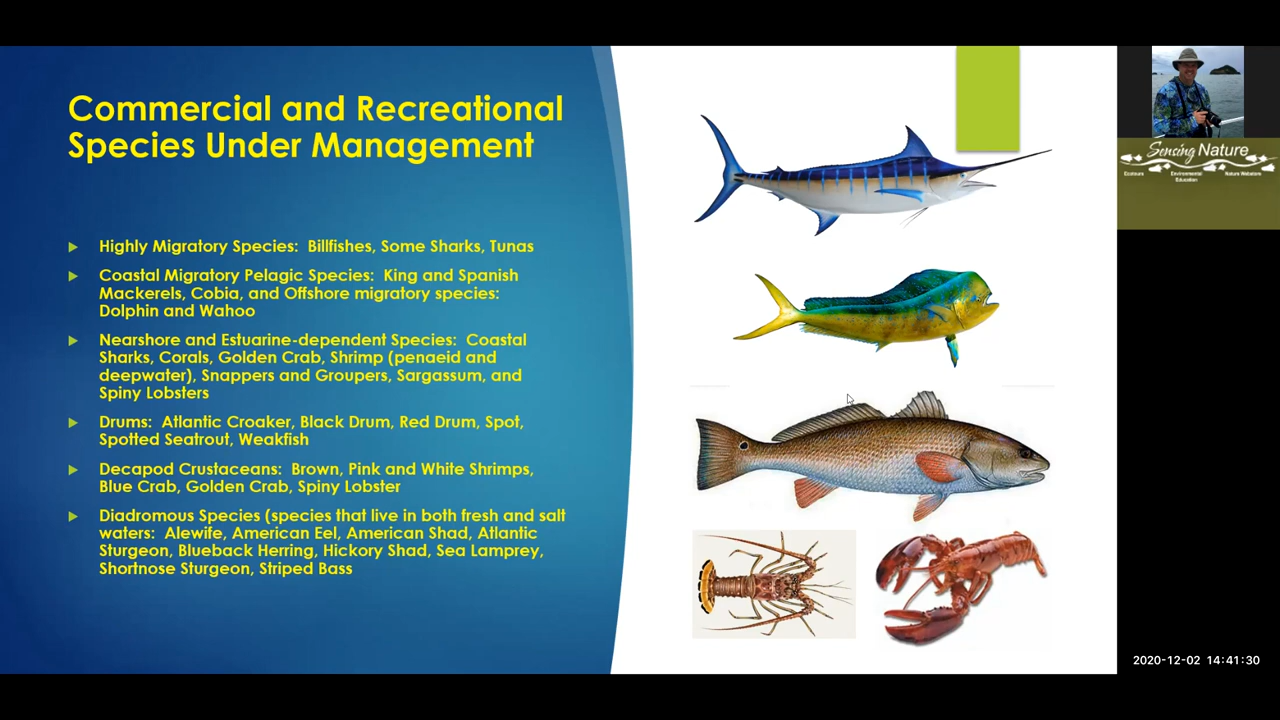 Commercial and Recreational
Species Under Management
Highly Migratory Species: Billfishes, Some Sharks, Tunas
Coastal Migratory Pelagic Species: King and Spanish
Mackerels, Cobia, and Offshore migratory species:
Dolphin and Wahoo
Nearshore and Estuarine-dependent Species: Coastal
Sharks, Corals, Golden Crab, Shrimp (penaeid and
deepwater), Snappers and Groupers, Sargassum, and
Spiny Lobsters
Drums: Atlantic Croaker, Black Drum, Red Drum, Spot,
Spotted Seatrout, Weakfish
Decapod Crustaceans: Brown, Pink and White Shrimps,
Blue Crab, Golden Crab, Spiny Lobster
Diadromous Species (species that live in both fresh and salt
waters: Alewife, American Eel, American Shad, Atlantic
Sturgeon, Blueback Herring, Hickory Shad, Sea Lamprey,
Shortnose Sturgeon, Striped Bass
Sensing Nature
Ecotours Environmental Education Nature Webstore
2020-12-02 14:41:30